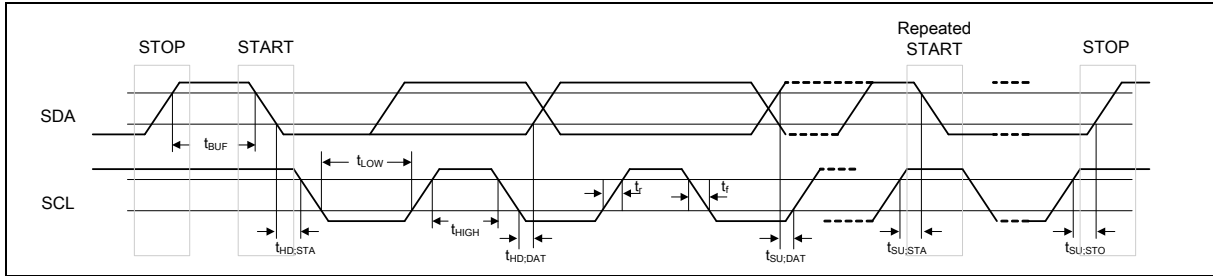 STOP
START
Repeated
START
STOP
SDA
tBUF
tLOW
SCL
tr
tf
tHIGH
tHD;STA
tHD;DAT
tSU;DAT
tSU;STA
tSU;STO